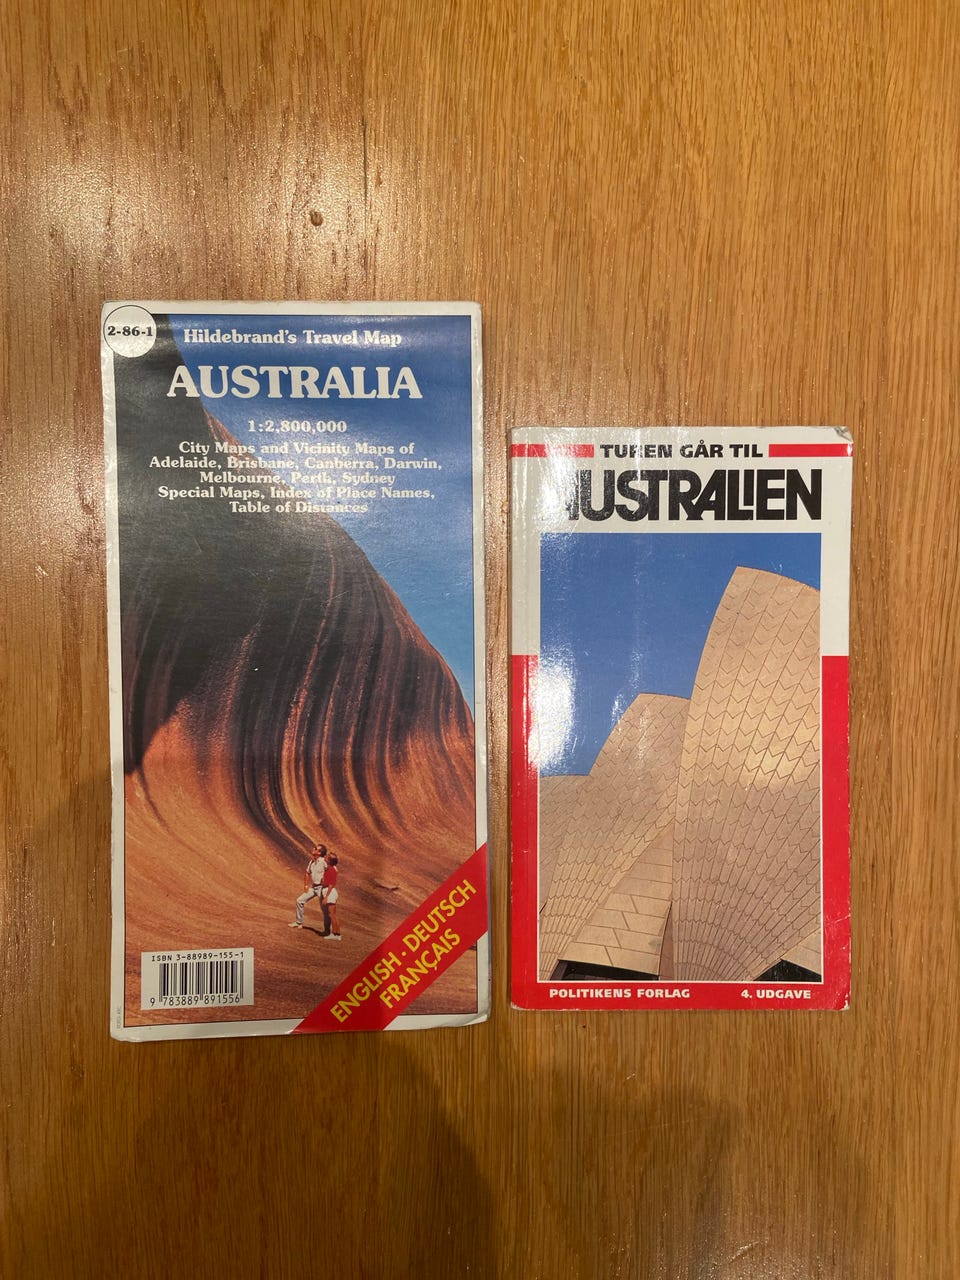 2-86-1
Hildebrand's Travel Map
AUSTRALIA
1:2,800,000
City Maps and Vicinity Maps of
Adelaide, Brisbane, Canberra, Darwin,
Melbourne, Perth, Sydney
Special Maps, Index of Place Names,
Table of Distances
ENGLISH · DEUTSCH
FRANÇAIS
ISBN 3-88989-155-1
9 783889 891556
TUREN GÅR TIL
AUSTRALIEN
POLITIKENS FORLAG
4. UDGAVE